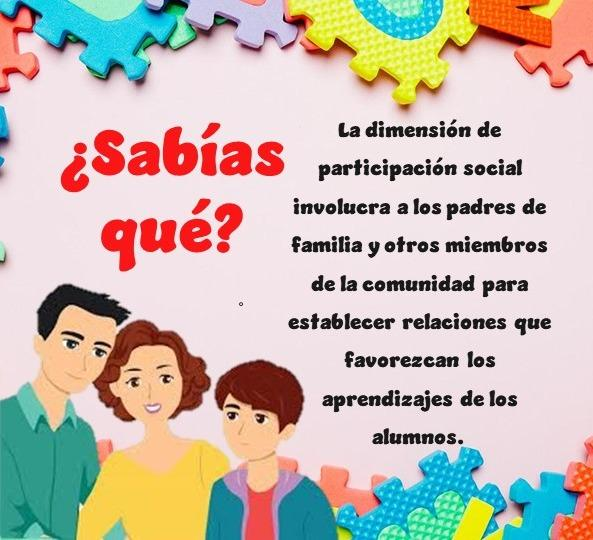 ¿Sabías
qué?
La dimensión de
participación social
involucra a los padres de
familia y otros miembros
de la comunidad para
establecer relaciones que
favorezcan los
aprendizajes de los
alumnos.